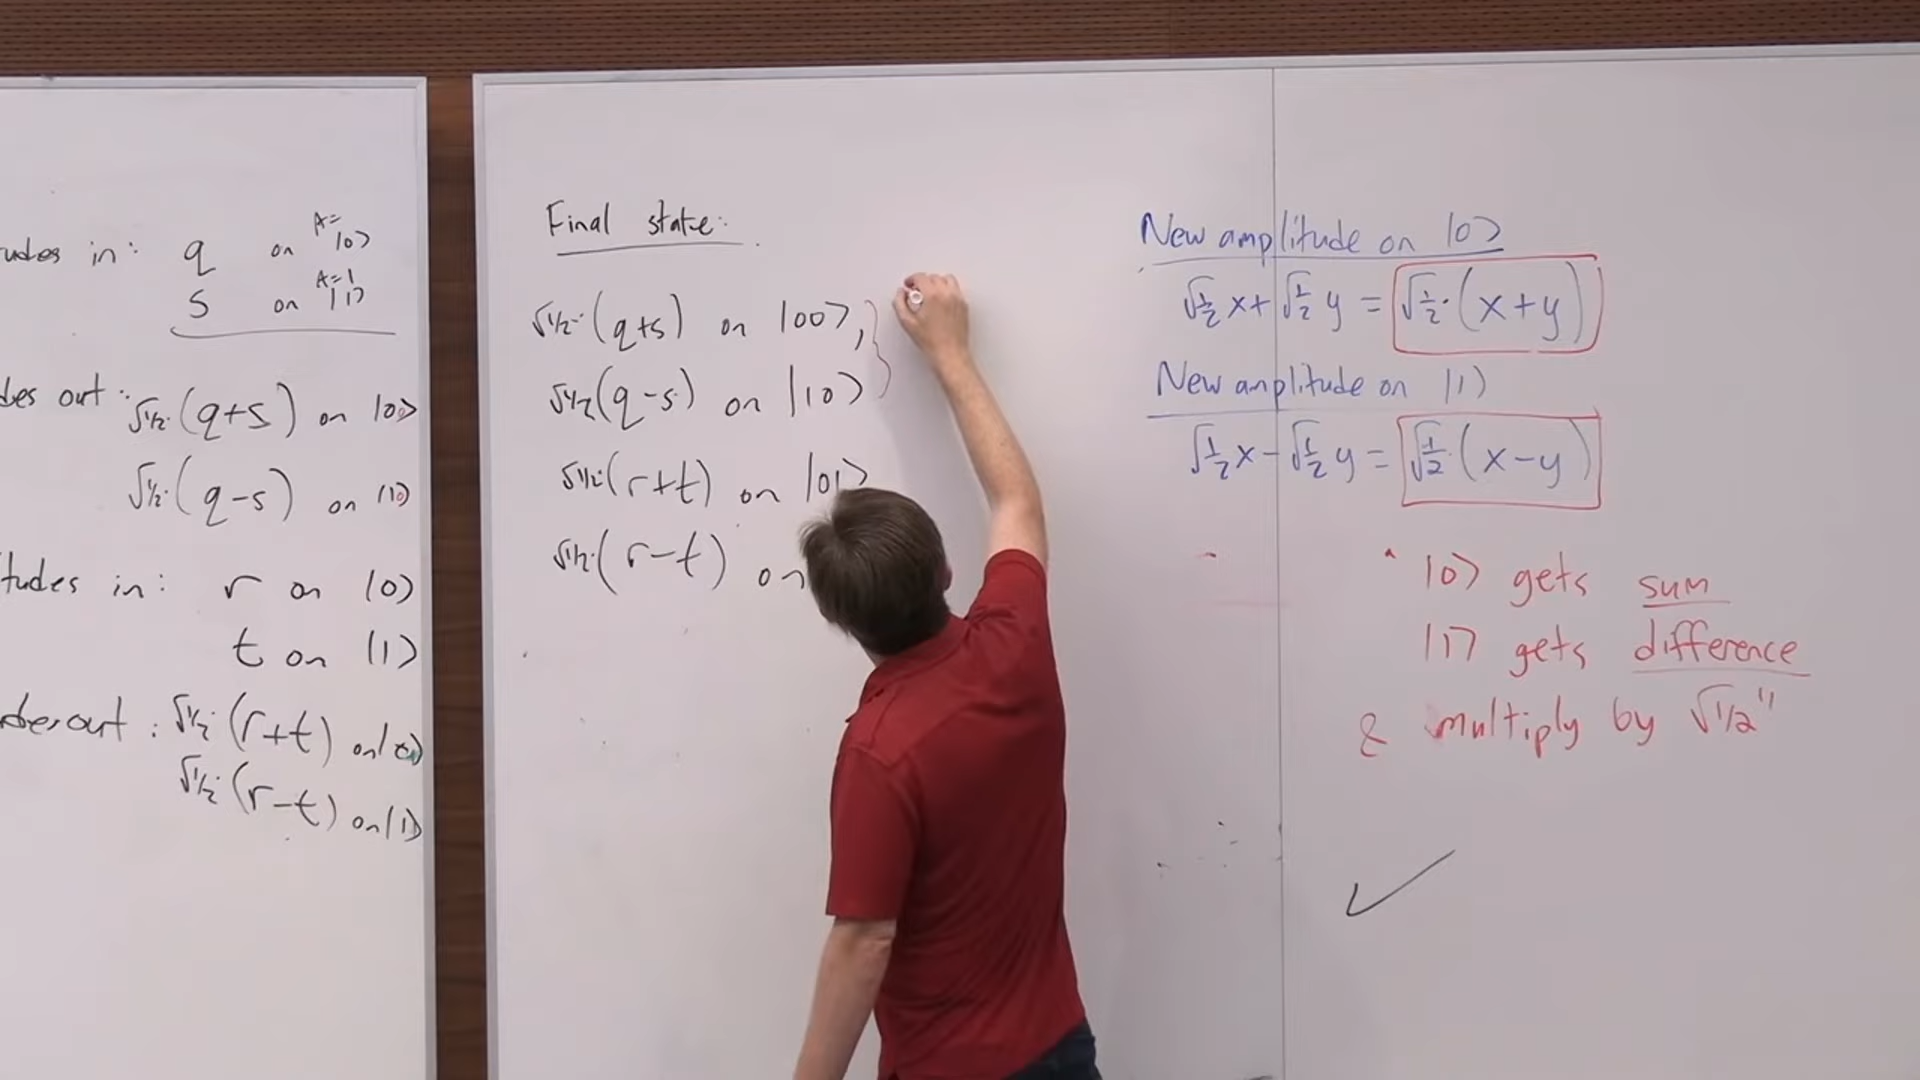 udes in: q on A= |0⟩
s on A=1 |1⟩
des out: √½·(q+s) on |00⟩
√½·(q-s) on |10⟩
tudes in: r on |0⟩
t on |1⟩
out: √½·(r+t) on
√½·(r-t) on |1⟩
Final state:
√½·(q+s) on |00⟩,
√½(q-s) on |10⟩
√½·(r+t) on |01⟩
√½·(r-t) on
New amplitude on |0⟩
√½ x+√½ y = √½·(x+y)
New amplitude on |1⟩
√½ x-√½ y = √½·(x-y)
|0⟩ gets sum
|1⟩ gets difference
& multiply by √½"